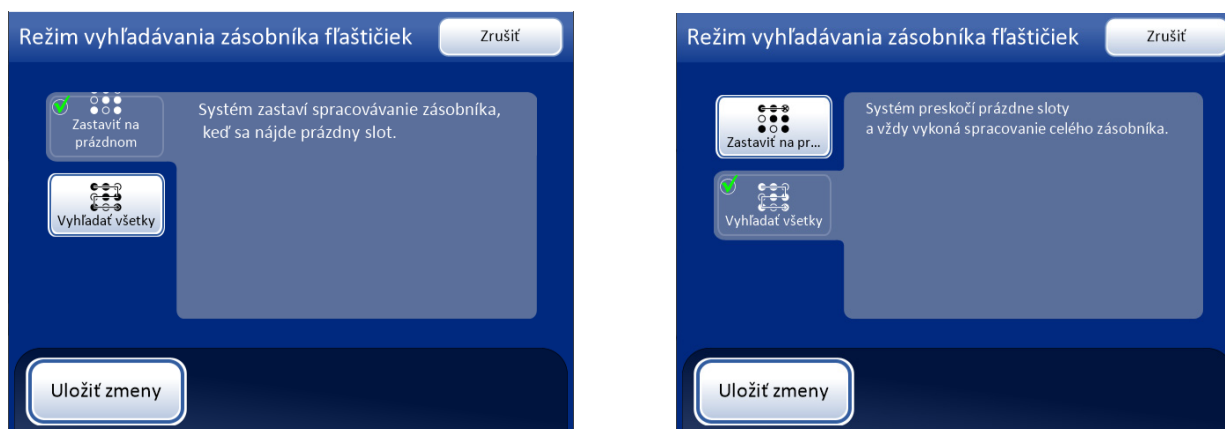 Režim vyhľadávania zásobníka fľaštičiek
Zrušiť
Zastaviť na
prázdnom
Systém zastaví spracovávanie zásobníka,
keď sa nájde prázdny slot.
Vyhľadať všetky
Uložiť zmeny
Režim vyhľadávania zásobníka fľaštičiek
Zrušiť
Zastaviť na pr...
Systém preskočí prázdne sloty
a vždy vykoná spracovanie celého zásobníka.
Vyhľadať všetky
Uložiť zmeny